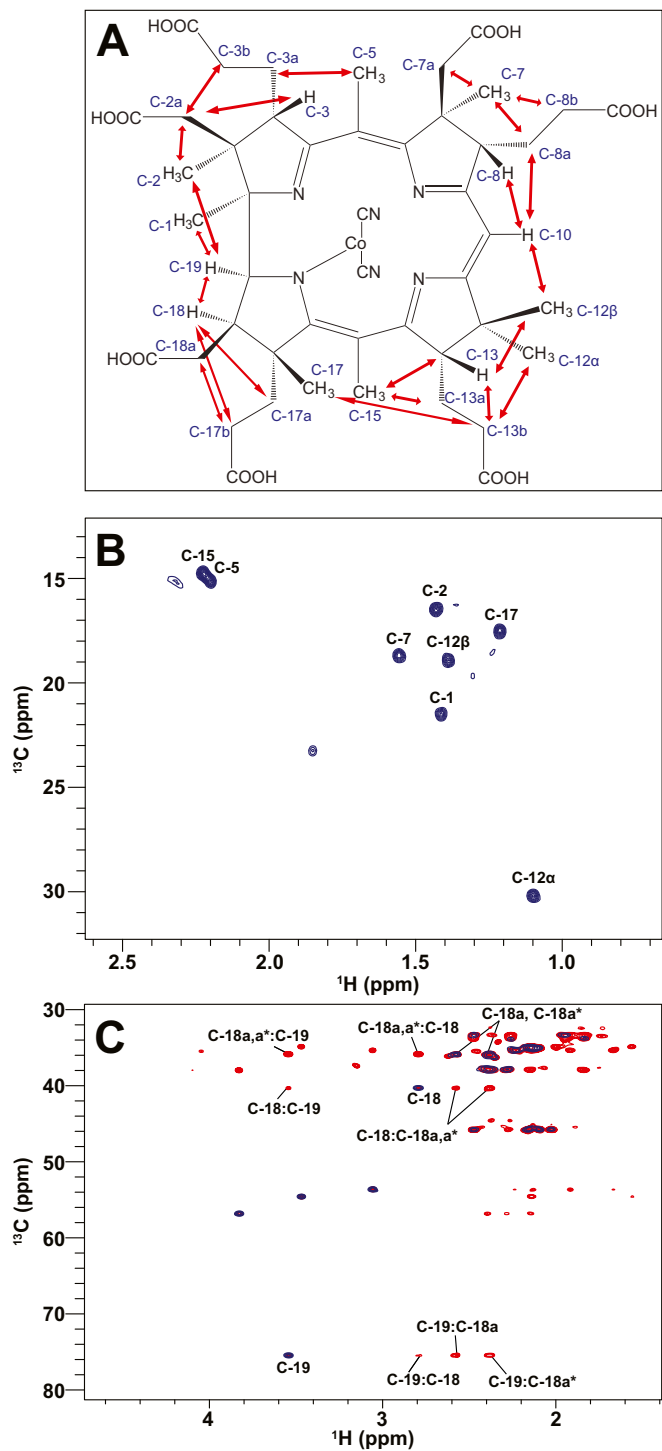 A
HOOC
C-3b
C-3a
C-5
CH3
C-7a
COOH
C-7
C-2a
HOOC
H
C-3
CH3
C-8b
COOH
H3C
C-2
N
N
C-8
H
C-8a
H3C
C-1
CN
Co
CN
H
C-10
C-19
H
N
N
C-18
H
CH3
C-12β
C-18a
HOOC
C-17
CH3
CH3
C-15
C-13
H
CH3
C-12α
C-17a
C-13a
C-17b
C-13b
COOH
COOH
B
C-15
C-5
C-2
C-17
C-7
C-12β
C-1
C-12α
15
20
25
30
13C (ppm)
2.5
2.0
1.5
1.0
1H (ppm)
C
C-18a,a*:C-19
C-18a,a*:C-18
C-18a, C-18a*
C-18:C-19
C-18
C-18:C-18a,a*
C-19:C-18a
C-19
C-19:C-18
C-19:C-18a*
30
40
50
60
70
80
13C (ppm)
4
3
2
1H (ppm)